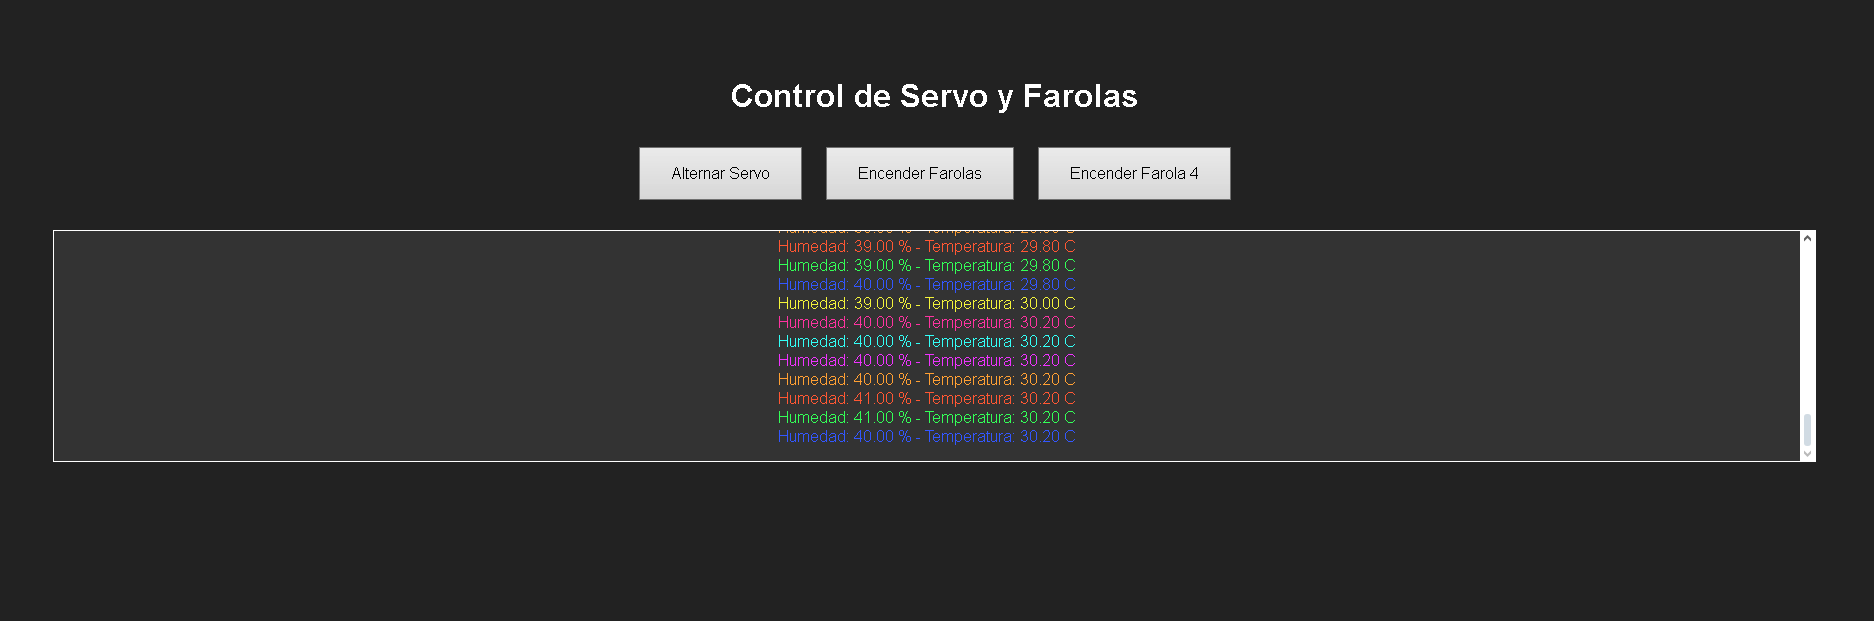 Control de Servo y Farolas
Alternar Servo
Encender Farolas
Encender Farola 4
Humedad: 39.00 % - Temperatura: 29.80 C
Humedad: 39.00 % - Temperatura: 29.80 C
Humedad: 40.00 % - Temperatura: 29.80 C
Humedad: 39.00 % - Temperatura: 30.00 C
Humedad: 40.00 % - Temperatura: 30.20 C
Humedad: 40.00 % - Temperatura: 30.20 C
Humedad: 40.00 % - Temperatura: 30.20 C
Humedad: 40.00 % - Temperatura: 30.20 C
Humedad: 41.00 % - Temperatura: 30.20 C
Humedad: 41.00 % - Temperatura: 30.20 C
Humedad: 40.00 % - Temperatura: 30.20 C